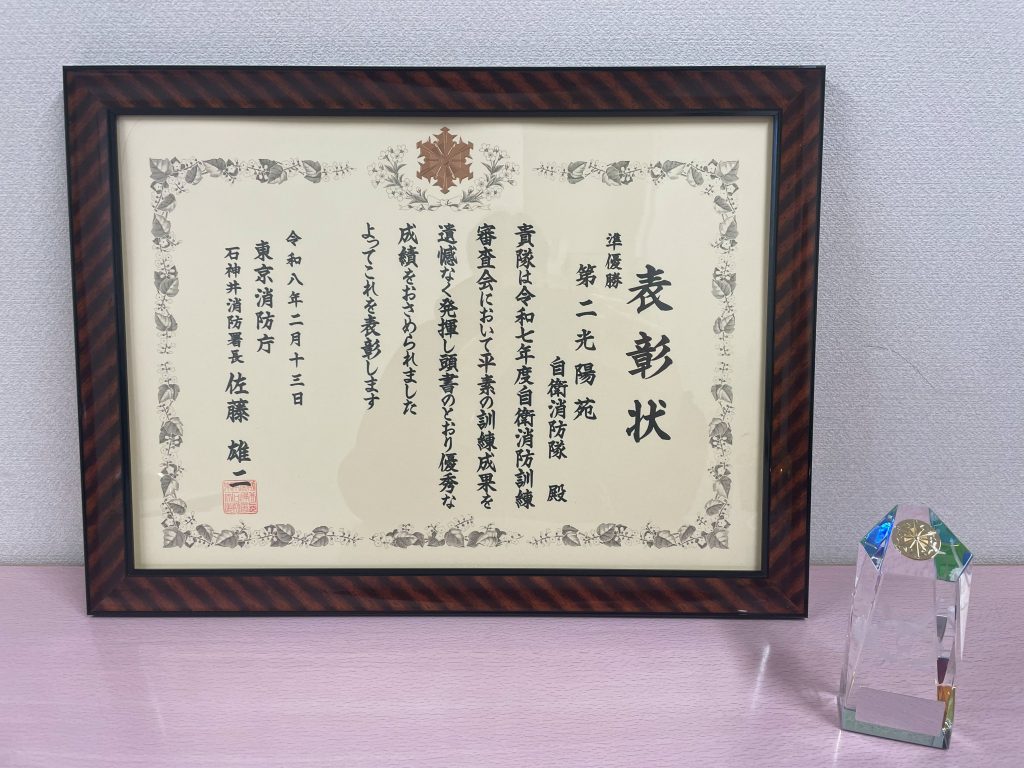 表彰状
準優勝
第二光陽苑
自衛消防隊 殿
貴隊は令和七年度自衛消防訓練
審査会において平素の訓練成果を
遺憾なく発揮し頭書のとおり優秀な
成績をおさめられました
よってこれを表彰します
令和八年二月十三日
東京消防庁
石神井消防署長 佐藤雄二